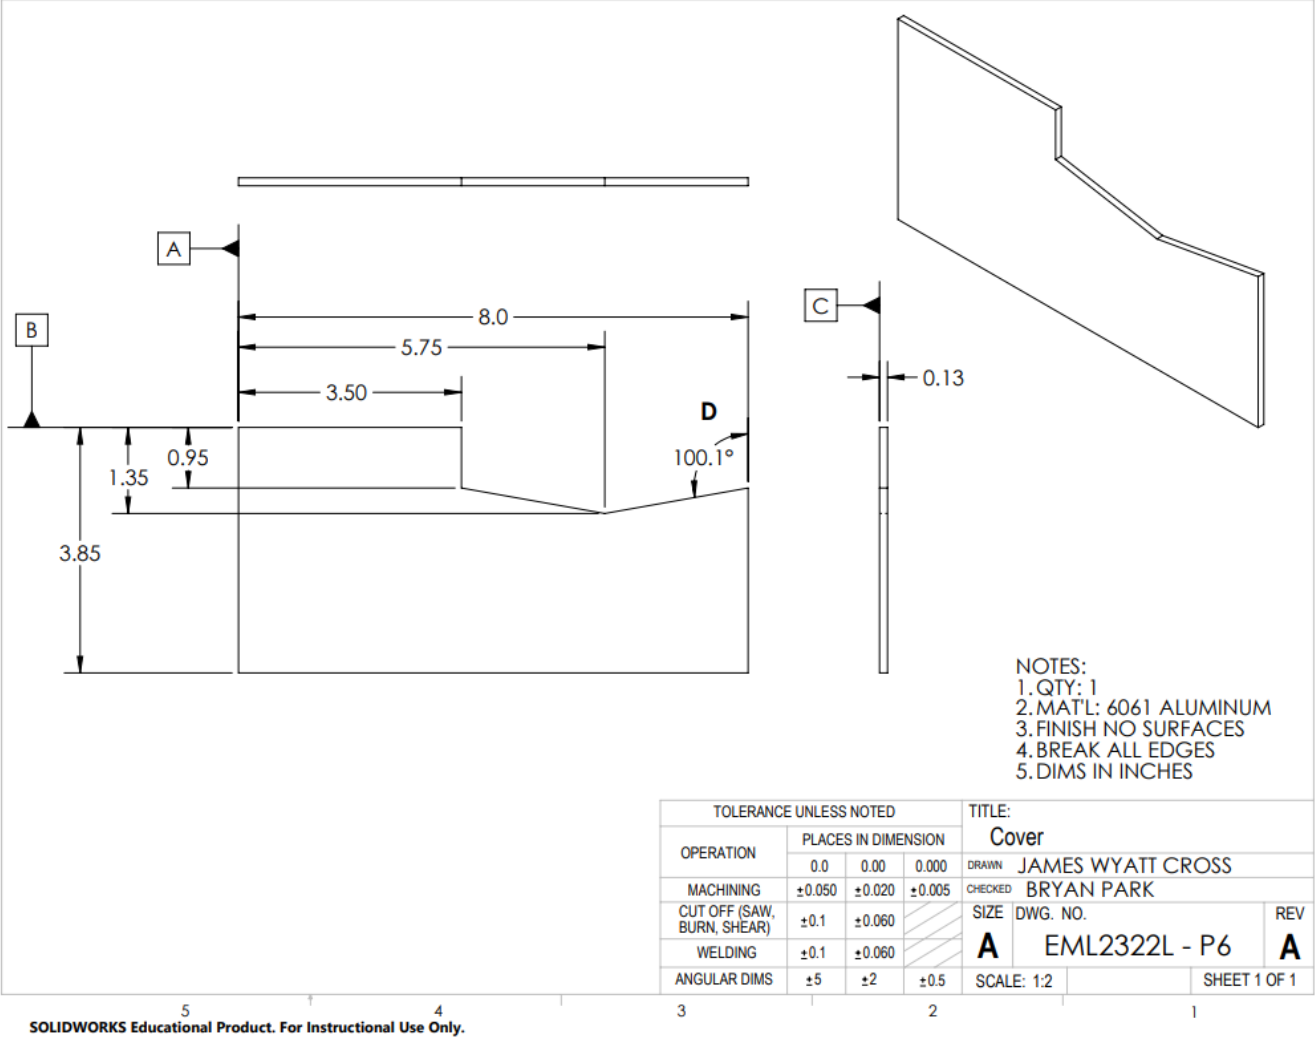 A
B
8.0
C
5.75
0.13
3.50
D
0.95
100.1°
1.35
3.85
NOTES:
1. QTY: 1
2. MAT'L: 6061 ALUMINUM
3. FINISH NO SURFACES
4. BREAK ALL EDGES
5. DIMS IN INCHES
TOLERANCE UNLESS NOTED
OPERATION
PLACES IN DIMENSION
0.0 0.00 0.000
MACHINING ±0.050 ±0.020 ±0.005
CUT OFF (SAW,
BURN, SHEAR) ±0.1 ±0.060
WELDING ±0.1 ±0.060
ANGULAR DIMS ±5 ±2 ±0.5
TITLE:
Cover
DRAWN JAMES WYATT CROSS
CHECKED BRYAN PARK
SIZE DWG. NO. REV
A EML2322L - P6 A
SCALE: 1:2 SHEET 1 OF 1
5 4 3 2 1
SOLIDWORKS Educational Product. For Instructional Use Only.